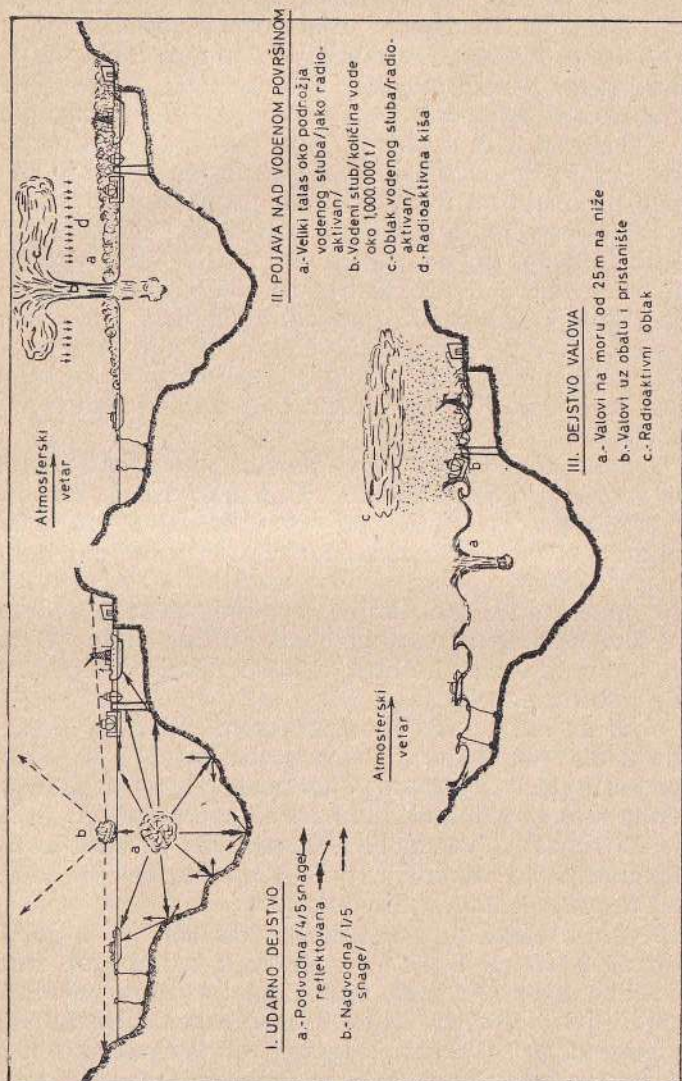 I. UDARNO DEJSTVO
a.-Podvodna/4/5snage/
reflektovana
b.-Nadvodna/1/5
snage/
a
b
II. POJAVA NAD VODENOM POVRŠINOM
a.-Veliki talas oko podrožja
vodenog stuba/jako radio-
aktivan/
b.-Vodeni stub/količina vode
oko 1,000.000 t/
c.-Oblak vodenog stuba/radio-
aktivan/
d.-Radioaktivna kiša
Atmosferski
vetar
a
b
c
d
III. DEJSTVO VALOVA
a.-Valovi na moru od 25m na niže
b.-Valovi uz obalu i pristanište
c.-Radioaktivni oblak
Atmosferski
vetar
a
b
c